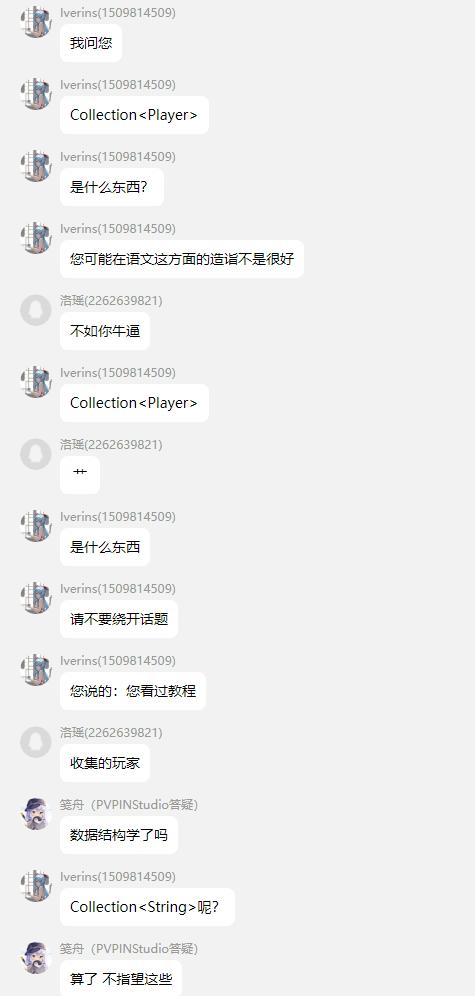 Iverins(1509814509)
我问您
Iverins(1509814509)
Collection<Player>
Iverins(1509814509)
是什么东西？
Iverins(1509814509)
您可能在语文这方面的造诣不是很好
洛瑶(2262639821)
不如你牛逼
Iverins(1509814509)
Collection<Player>
洛瑶(2262639821)
艹
Iverins(1509814509)
是什么东西
Iverins(1509814509)
请不要绕开话题
Iverins(1509814509)
您说的：您看过教程
洛瑶(2262639821)
收集的玩家
笺舟（PVPINStudio答疑）
数据结构学了吗
Iverins(1509814509)
Collection<String>呢？
笺舟（PVPINStudio答疑）
算了 不指望这些